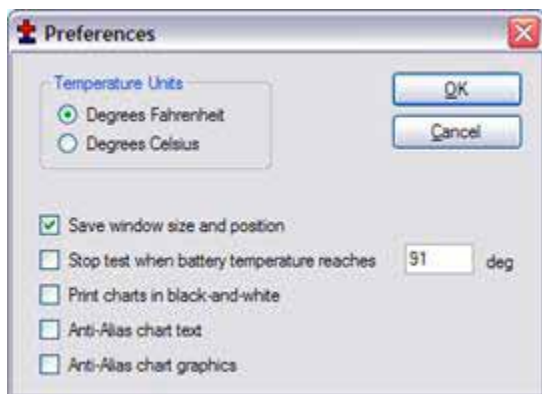 Preferences
Temperature Units
Degrees Fahrenheit
Degrees Celsius
OK
Cancel
Save window size and position
Stop test when battery temperature reaches 91 deg
Print charts in black-and-white
Anti-Alias chart text
Anti-Alias chart graphics